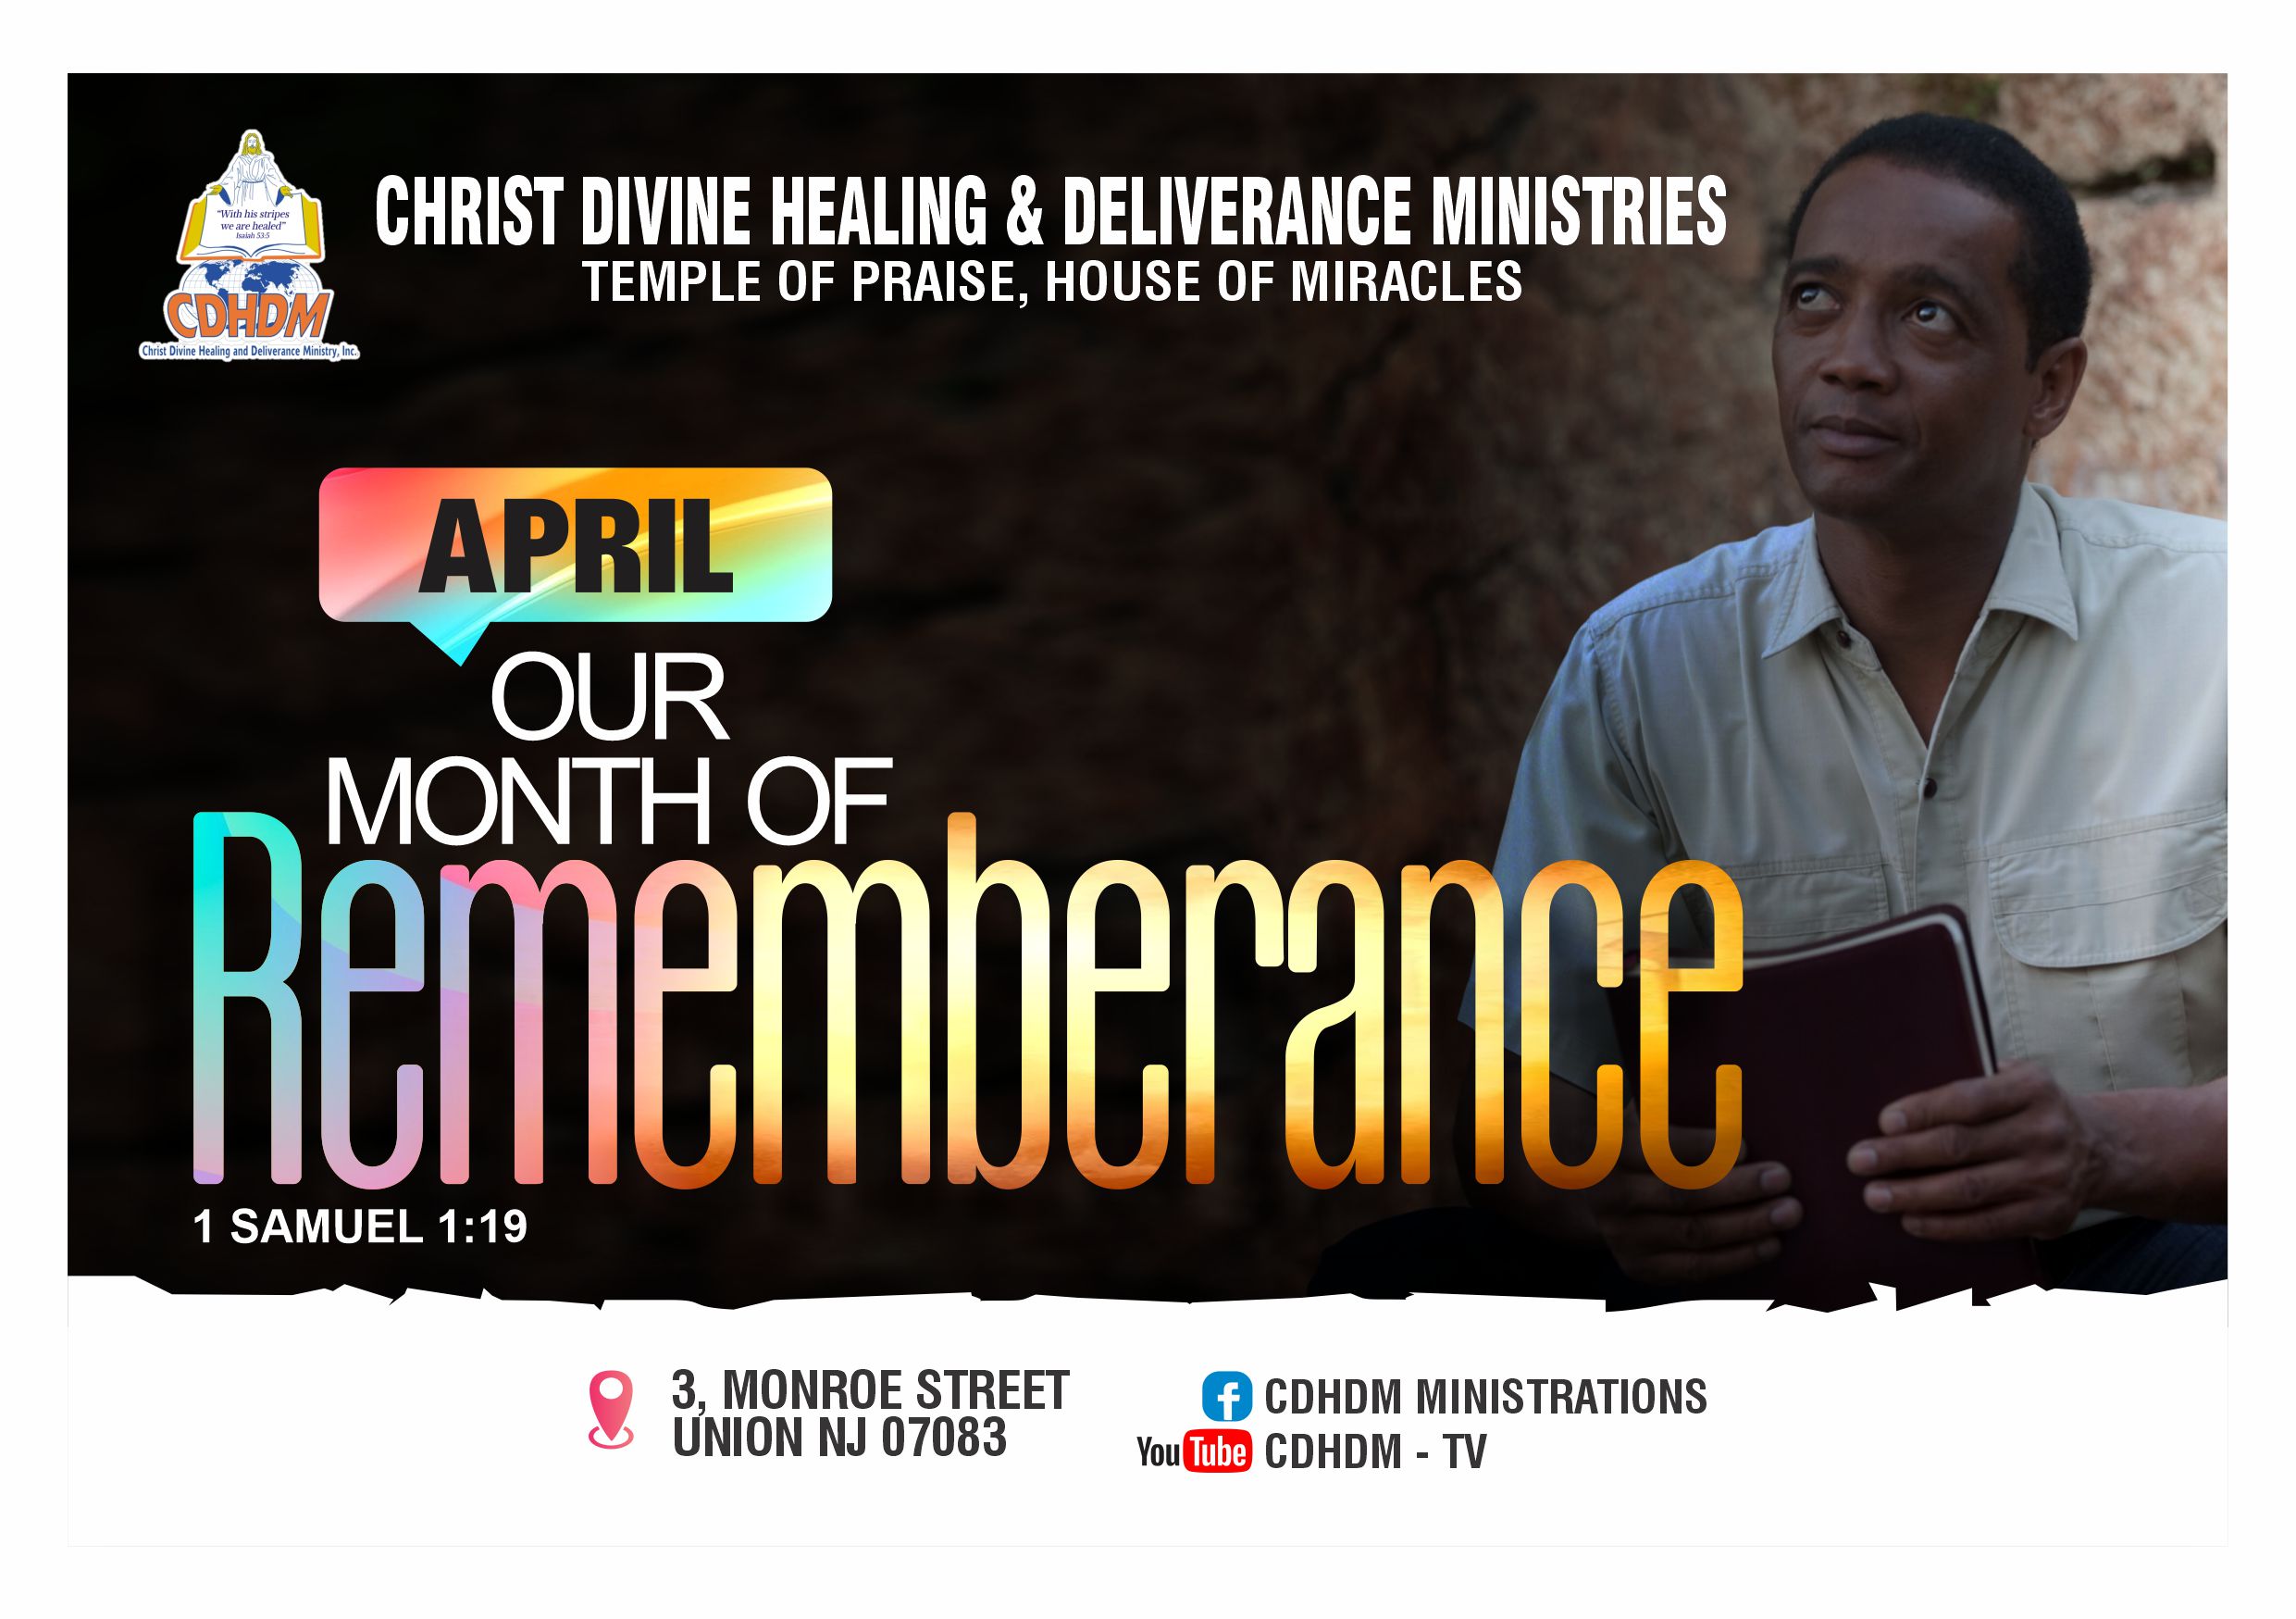 "With his stripes
we are healed"
Isaiah 53:5
CDHDM
Christ Divine Healing and Deliverance Ministry, Inc.
CHRIST DIVINE HEALING & DELIVERANCE MINISTRIES
TEMPLE OF PRAISE, HOUSE OF MIRACLES
APRIL
OUR
MONTH OF
Rememberance
1 SAMUEL 1:19
3, MONROE STREET
UNION NJ 07083
f CDHDM MINISTRATIONS
YouTube CDHDM - TV